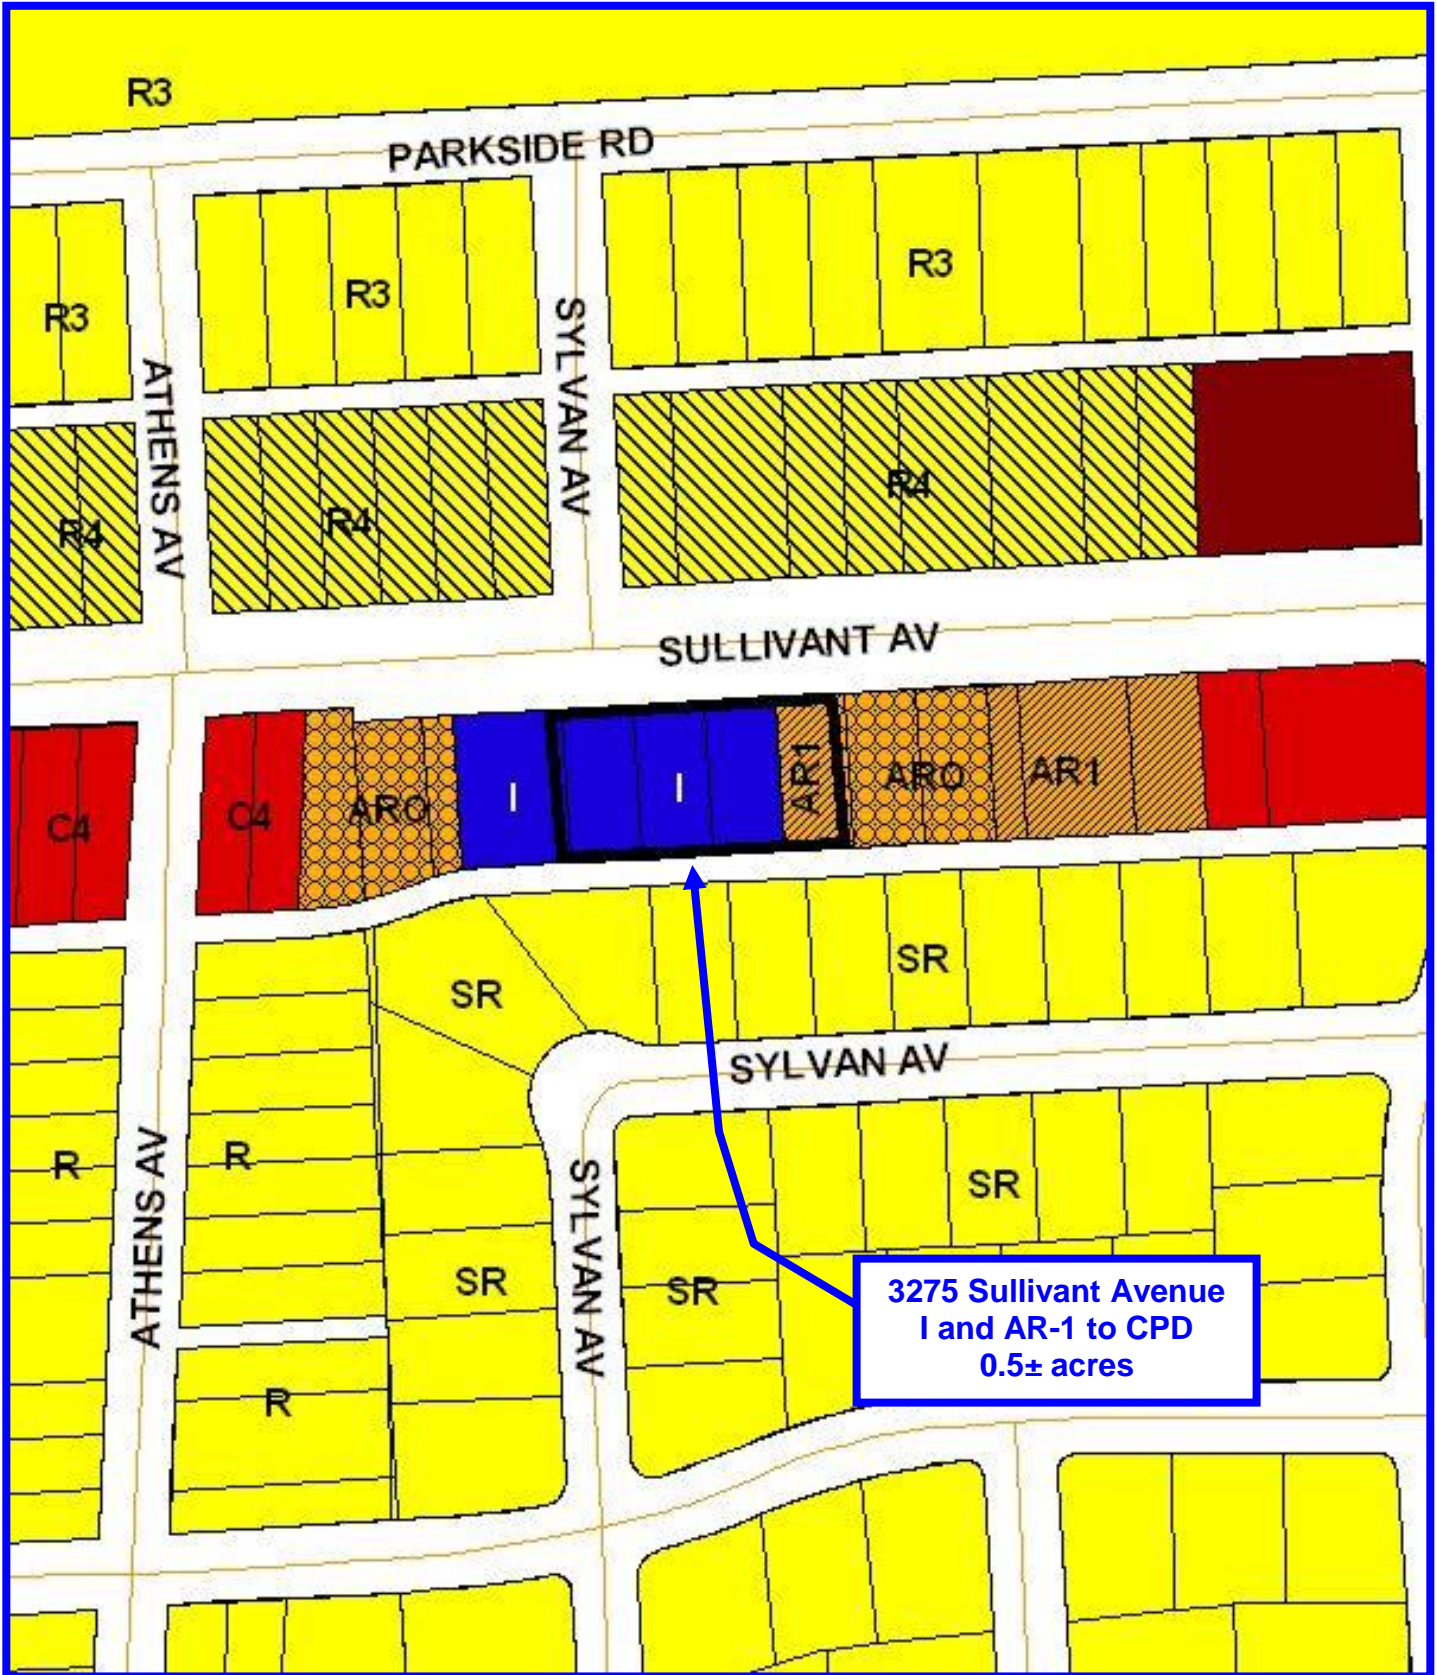 R3
PARKSIDE RD
R3
R3
R3
ATHENS AV
SYLVAN AV
R4
R4
R4
SULLIVANT AV
C4
C4
ARO
I
I
AR1
ARO
AR1
SR
SR
SYLVAN AV
R
R
ATHENS AV
SYLVAN AV
SR
SR
SR
R
3275 Sullivant Avenue
I and AR-1 to CPD
0.5± acres